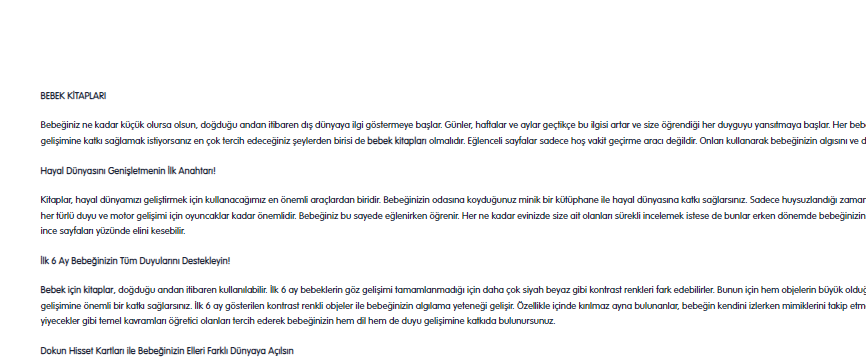 BEBEK KİTAPLARI
Bebeğiniz ne kadar küçük olursa olsun, doğduğu andan itibaren dış dünyaya ilgi göstermeye başlar. Günler, haftalar ve aylar geçtikçe bu ilgisi artar ve size öğrendiği her duyguyu yansıtmaya başlar. Her beb
gelişimine katkı sağlamak istiyorsanız en çok tercih edeceğiniz şeylerden birisi de bebek kitapları olmalıdır. Eğlenceli sayfalar sadece hoş vakit geçirme aracı değildir. Onları kullanarak bebeğinizin algısını ve d
Hayal Dünyasını Genişletmenin İlk Anahtarı!
Kitaplar, hayal dünyamızı geliştirmek için kullanacağımız en önemli araçlardan biridir. Bebeğinizin odasına koyduğunuz minik bir kütüphane ile hayal dünyasına katkı sağlarsınız. Sadece huysuzlandığı zamar
her türlü duyu ve motor gelişimi için oyuncaklar kadar önemlidir. Bebeğiniz bu sayede eğlenirken öğrenir. Her ne kadar evinizde size ait olanları sürekli incelemek istese de bunlar erken dönemde bebeğinizin
ince sayfaları yüzünde elini kesebilir.
İlk 6 Ay Bebeğinizin Tüm Duyularını Destekleyin!
Bebek için kitaplar, doğduğu andan itibaren kullanılabilir. İlk 6 ay bebeklerin göz gelişimi tamamlanmadığı için daha çok siyah beyaz gibi kontrast renkleri fark edebilirler. Bunun için hem objelerin büyük olduğ
gelişimine önemli bir katkı sağlarsınız. İlk 6 ay gösterilen kontrast renkli objeler ile bebeğinizin algılama yeteneği gelişir. Özellikle içinde kırılmaz ayna bulunanlar, bebeğin kendini izlerken mimiklerini takip etm
yiyecekler gibi temel kavramları öğretici olanları tercih ederek bebeğinizin hem dil hem de duyu gelişimine katkıda bulunursunuz.
Dokun Hisset Kartları ile Bebeğinizin Elleri Farklı Dünyaya Açılsın